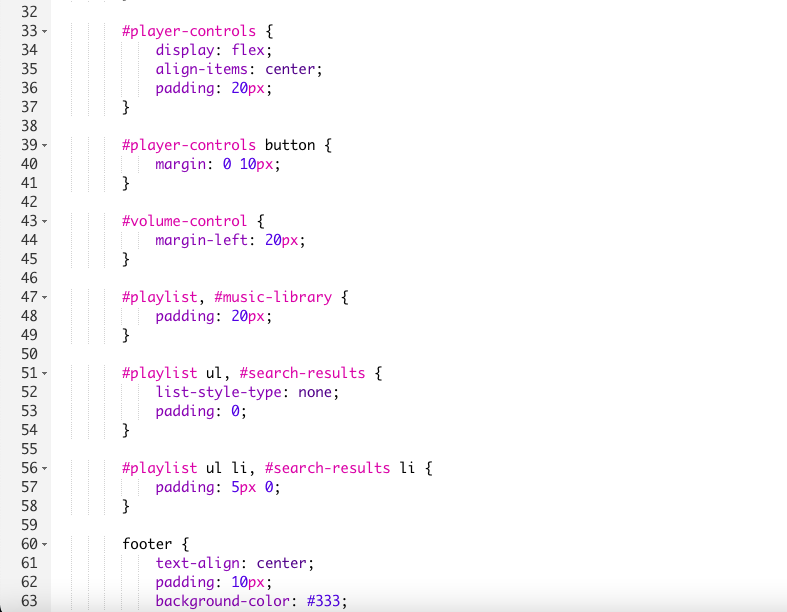 32
33 #player-controls {
34 display: flex;
35 align-items: center;
36 padding: 20px;
37 }
38
39 #player-controls button {
40 margin: 0 10px;
41 }
42
43 #volume-control {
44 margin-left: 20px;
45 }
46
47 #playlist, #music-library {
48 padding: 20px;
49 }
50
51 #playlist ul, #search-results {
52 list-style-type: none;
53 padding: 0;
54 }
55
56 #playlist ul li, #search-results li {
57 padding: 5px 0;
58 }
59
60 footer {
61 text-align: center;
62 padding: 10px;
63 background-color: #333;